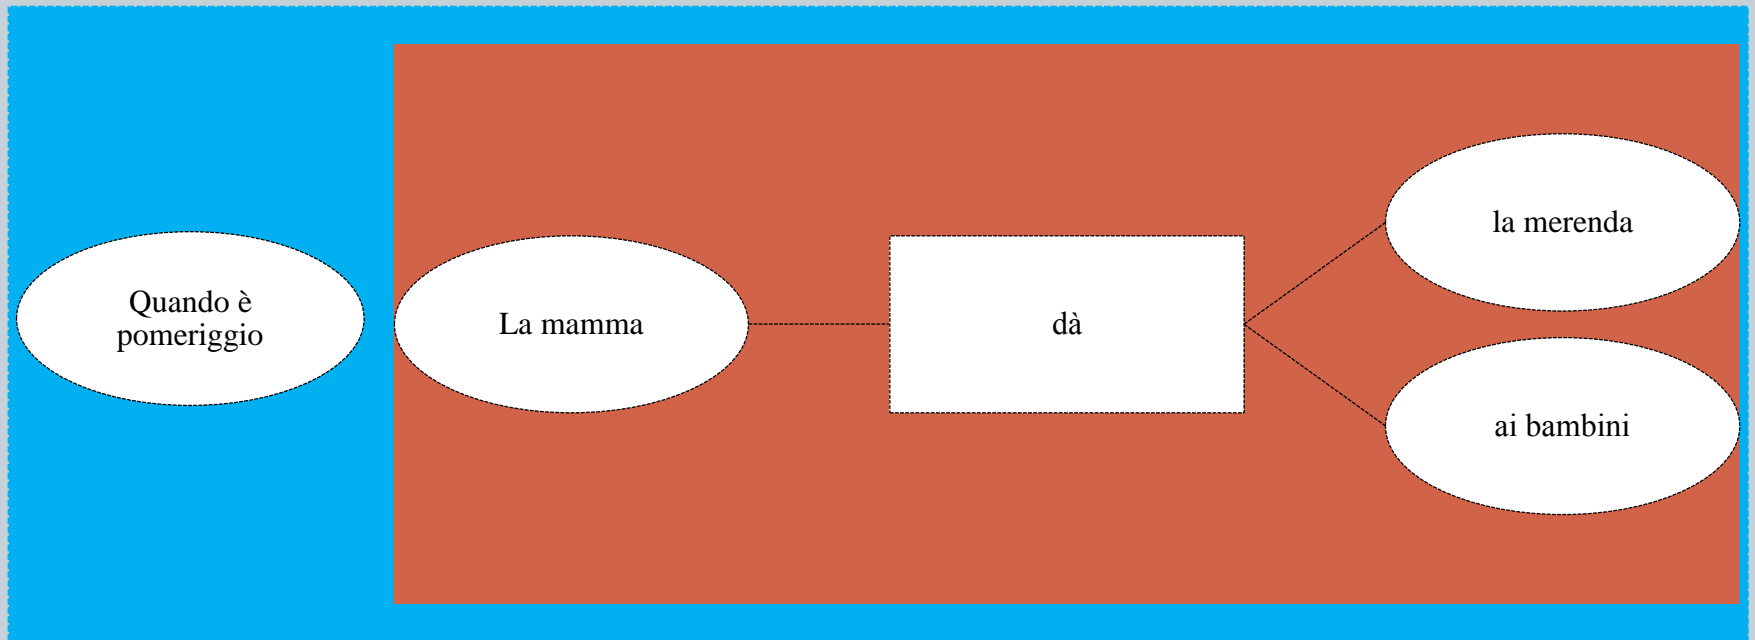 Quando è
pomeriggio
La mamma
dà
la merenda
ai bambini